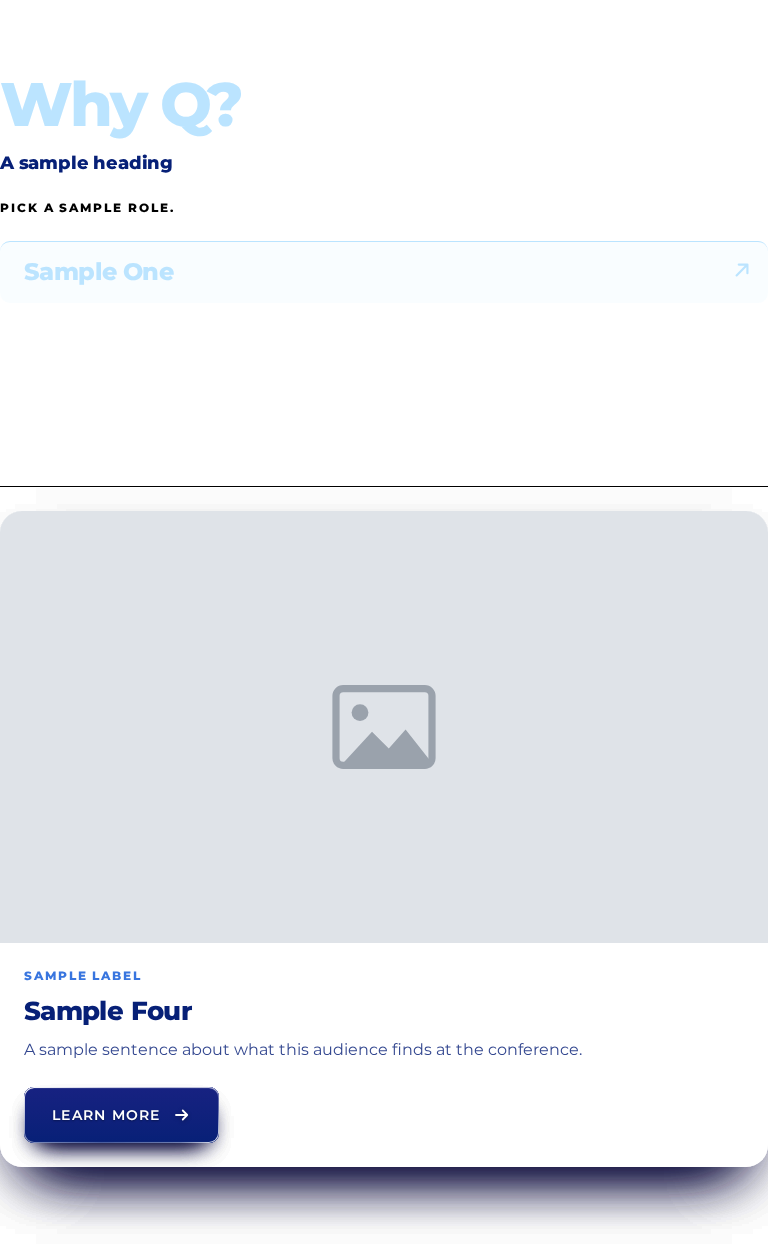 Why Q?
A sample heading
PICK A SAMPLE ROLE.
Sample One
SAMPLE LABEL
Sample Four
A sample sentence about what this audience finds at the conference.
LEARN MORE